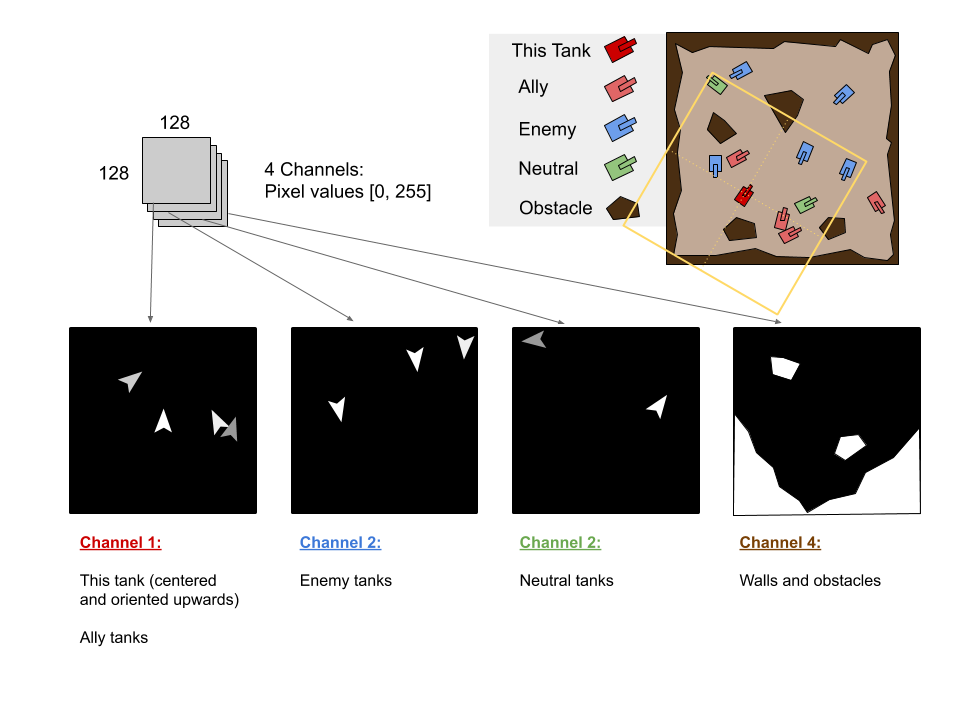 This Tank
Ally
Enemy
Neutral
Obstacle
128
128
4 Channels:
Pixel values [0, 255]
Channel 1:
This tank (centered
and oriented upwards)
Ally tanks
Channel 2:
Enemy tanks
Channel 2:
Neutral tanks
Channel 4:
Walls and obstacles